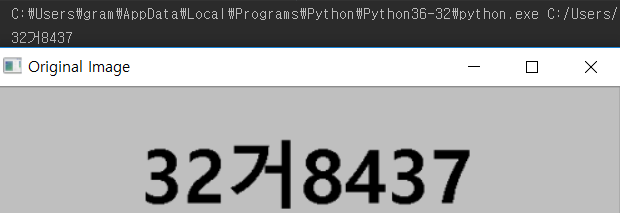 C:₩Users₩gram₩AppData₩Local₩Programs₩Python₩Python36-32₩python.exe C:/Users/
32거8437
Original Image
32거8437